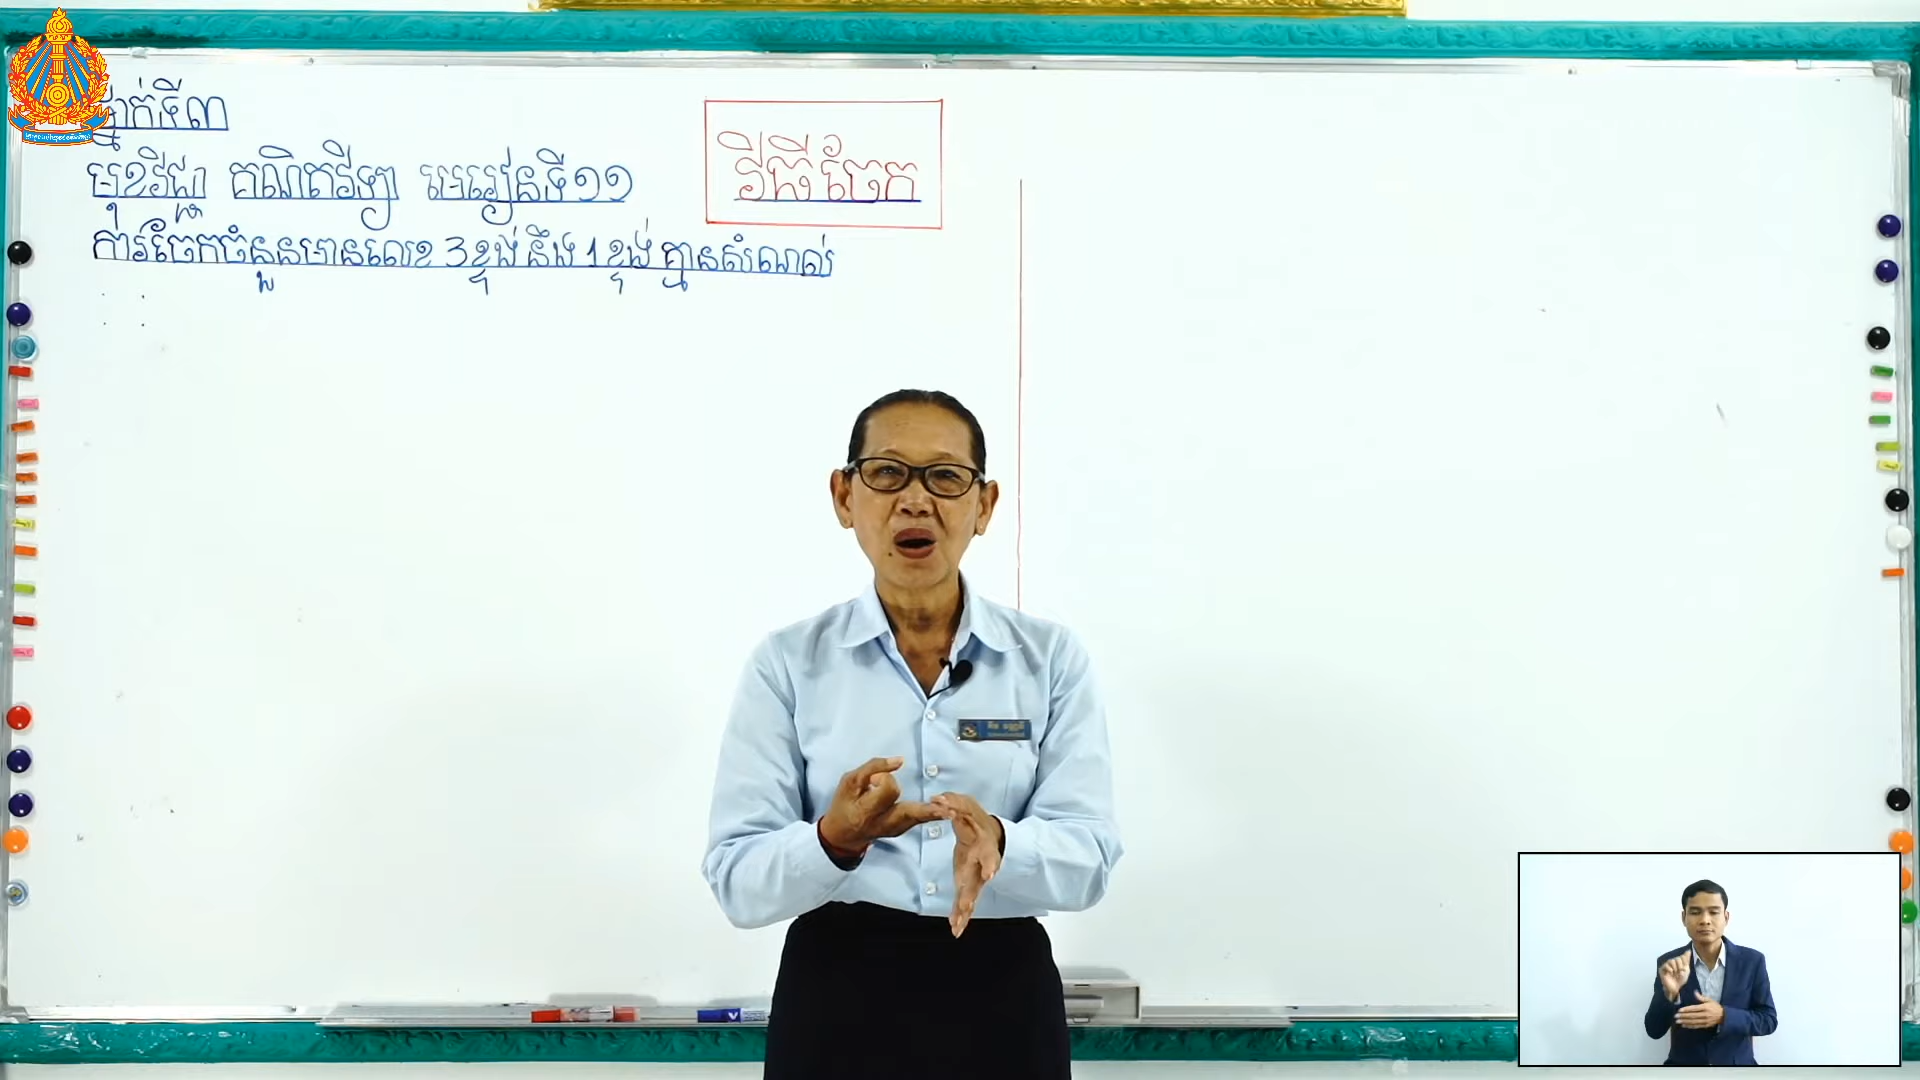 ថ្នាក់ទី៣
មុខវិជ្ជា គណិតវិទ្យា មេរៀនទី១១
វិធីចែក
ការចែកចំនួនមានលេខ 3 ខ្ទង់ នឹង 1 ខ្ទង់ គ្មានសំណល់